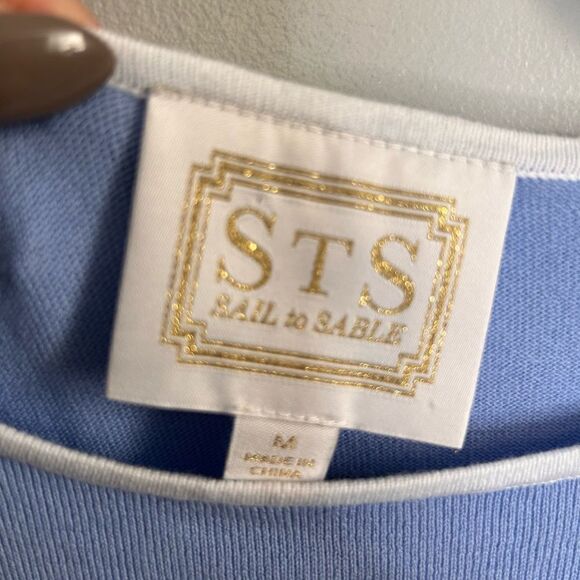 STS
SAIL to SABLE
M
MADE IN
CHINA